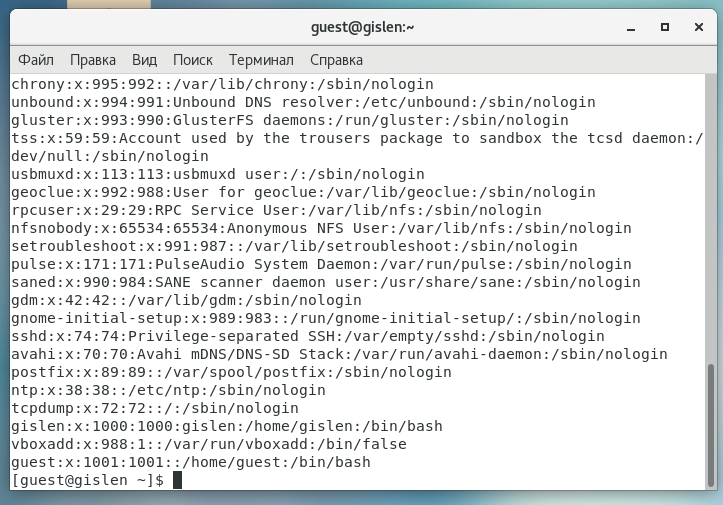 guest@gislen:~
Файл Правка Вид Поиск Терминал Справка
chrony:x:995:992::/var/lib/chrony:/sbin/nologin
unbound:x:994:991:Unbound DNS resolver:/etc/unbound:/sbin/nologin
gluster:x:993:990:GlusterFS daemons:/run/gluster:/sbin/nologin
tss:x:59:59:Account used by the trousers package to sandbox the tcsd daemon:/
dev/null:/sbin/nologin
usbmuxd:x:113:113:usbmuxd user:/:/sbin/nologin
geoclue:x:992:988:User for geoclue:/var/lib/geoclue:/sbin/nologin
rpcuser:x:29:29:RPC Service User:/var/lib/nfs:/sbin/nologin
nfsnobody:x:65534:65534:Anonymous NFS User:/var/lib/nfs:/sbin/nologin
setroubleshoot:x:991:987::/var/lib/setroubleshoot:/sbin/nologin
pulse:x:171:171:PulseAudio System Daemon:/var/run/pulse:/sbin/nologin
saned:x:990:984:SANE scanner daemon user:/usr/share/sane:/sbin/nologin
gdm:x:42:42::/var/lib/gdm:/sbin/nologin
gnome-initial-setup:x:989:983::/run/gnome-initial-setup/:/sbin/nologin
sshd:x:74:74:Privilege-separated SSH:/var/empty/sshd:/sbin/nologin
avahi:x:70:70:Avahi mDNS/DNS-SD Stack:/var/run/avahi-daemon:/sbin/nologin
postfix:x:89:89::/var/spool/postfix:/sbin/nologin
ntp:x:38:38::/etc/ntp:/sbin/nologin
tcpdump:x:72:72::/:/sbin/nologin
gislen:x:1000:1000:gislen:/home/gislen:/bin/bash
vboxadd:x:988:1::/var/run/vboxadd:/bin/false
guest:x:1001:1001::/home/guest:/bin/bash
[guest@gislen ~]$